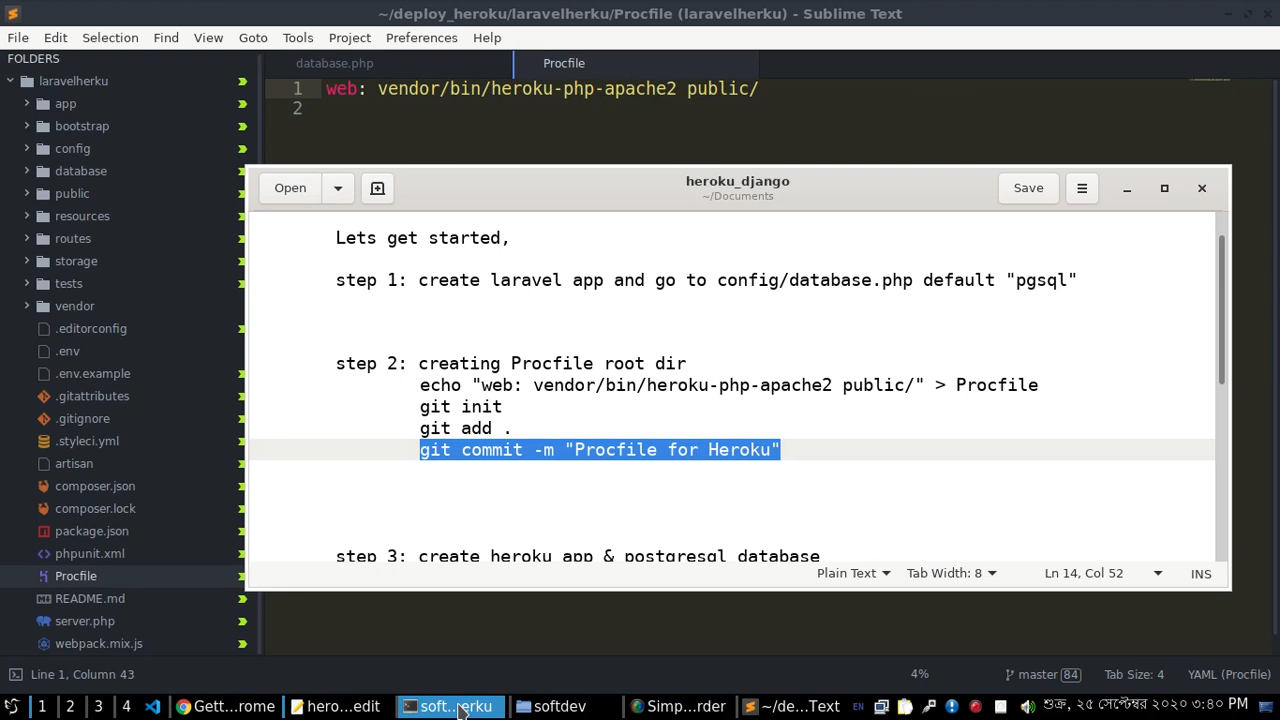 ~/deploy_heroku/laravelherku/Procfile (laravelherku) - Sublime Text
File Edit Selection Find View Goto Tools Project Preferences Help
FOLDERS
laravelherku
app
bootstrap
config
database
public
resources
routes
storage
tests
vendor
.editorconfig
.env
.env.example
.gitattributes
.gitignore
.styleci.yml
artisan
composer.json
composer.lock
package.json
phpunit.xml
Procfile
README.md
server.php
webpack.mix.js
database.php Procfile
1 web: vendor/bin/heroku-php-apache2 public/
2
Open heroku_django Save
~/Documents
Lets get started,
step 1: create laravel app and go to config/database.php default "pgsql"
step 2: creating Procfile root dir
echo "web: vendor/bin/heroku-php-apache2 public/" > Procfile
git init
git add .
git commit -m "Procfile for Heroku"
step 3: create heroku app & postgresql database
Plain Text Tab Width: 8 Ln 14, Col 52 INS
Line 1, Column 43 4% master 84 Tab Size: 4 YAML (Procfile)
1 2 3 4 Gett...rome hero...edit soft...erku softdev Simp...rder ~/de...Text EN শুক্র, ২৫ সেপ্টেম্বর ২০২০ ৩:৪০ PM